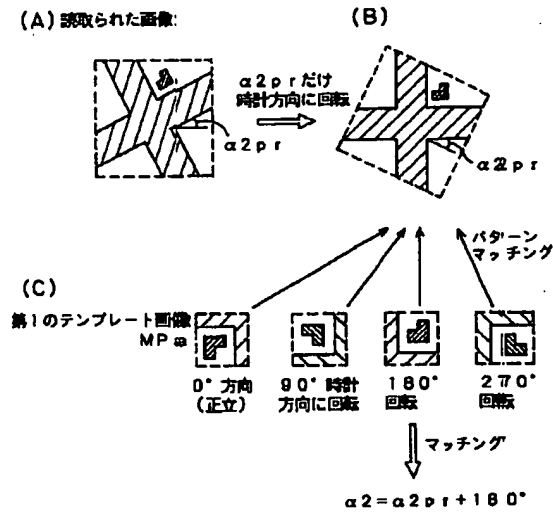 (A) 読取られた画像:
(B)
α2prだけ
時計方向に回転
α2pr
α2pr
パターン
マッチング
(C)
第1のテンプレート画像
MPa
0°方向
(正立)
90°時計
方向に回転
180°
回転
270°
回転
マッチング
α2=α2pr+180°